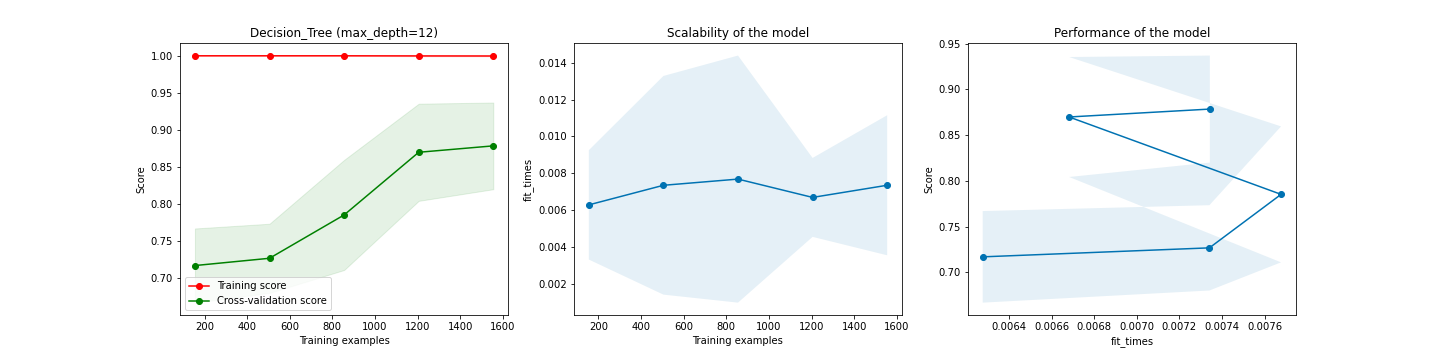 Decision_Tree (max_depth=12)
Score
1.00
0.95
0.90
0.85
0.80
0.75
0.70
Training score
Cross-validation score
200 400 600 800 1000 1200 1400 1600
Training examples
Scalability of the model
fit_times
0.014
0.012
0.010
0.008
0.006
0.004
0.002
200 400 600 800 1000 1200 1400 1600
Training examples
Performance of the model
Score
0.95
0.90
0.85
0.80
0.75
0.70
0.0064 0.0066 0.0068 0.0070 0.0072 0.0074 0.0076
fit_times